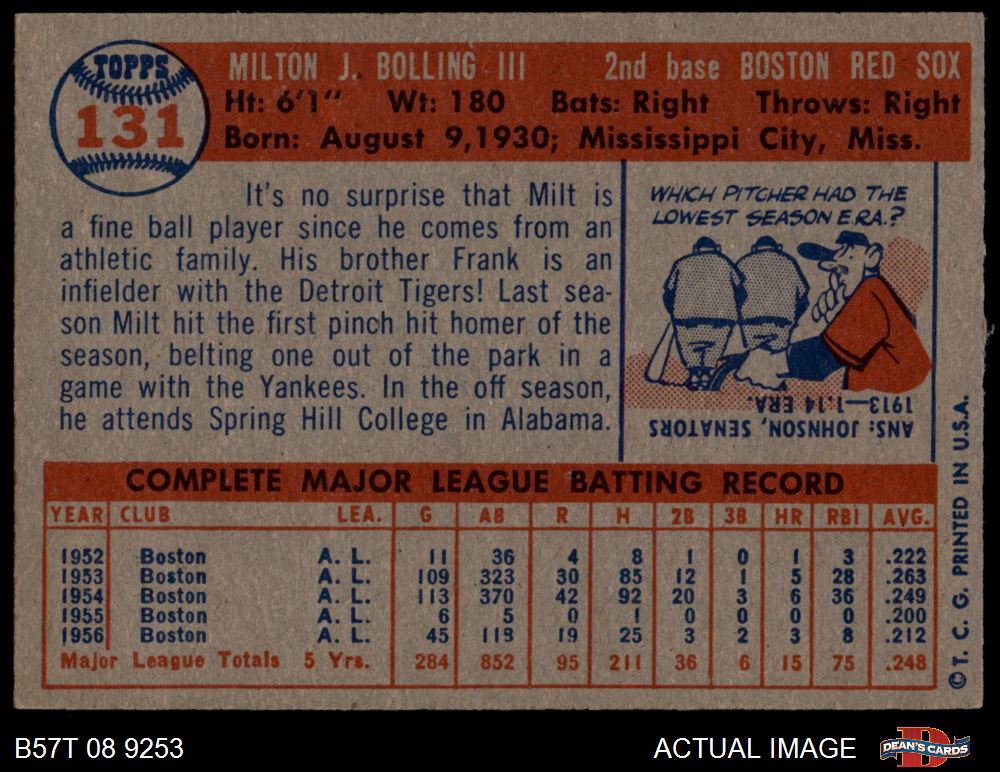 TOPPS
131
MILTON J. BOLLING III 2nd base BOSTON RED SOX
Ht: 6'1" Wt: 180 Bats: Right Throws: Right
Born: August 9, 1930; Mississippi City, Miss.
It's no surprise that Milt is
a fine ball player since he comes from an
athletic family. His brother Frank is an
infielder with the Detroit Tigers! Last sea-
son Milt hit the first pinch hit homer of the
season, belting one out of the park in a
game with the Yankees. In the off season,
he attends Spring Hill College in Alabama.
WHICH PITCHER HAD THE
LOWEST SEASON E.R.A.?
ANS: JOHNSON, SENATORS
1913—1.14 ERA.
COMPLETE MAJOR LEAGUE BATTING RECORD
YEAR CLUB LEA. G AB R H 2B 3B HR RBI AVG.
1952 Boston A. L. 11 36 4 8 1 0 1 3 .222
1953 Boston A. L. 109 323 30 85 12 1 5 28 .263
1954 Boston A. L. 113 370 42 92 20 3 6 36 .249
1955 Boston A. L. 6 5 0 1 0 0 0 0 .200
1956 Boston A. L. 45 118 19 25 3 2 3 8 .212
Major League Totals 5 Yrs. 284 852 95 211 36 6 15 75 .248
© T. C. G. PRINTED IN U.S.A.
B57T 08 9253
ACTUAL IMAGE
DEAN'S CARDS